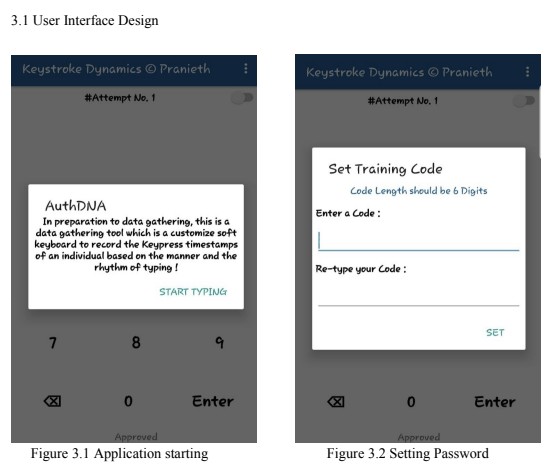 3.1 User Interface Design
Keystroke Dynamics © Pranieth
#Attempt No. 1
AuthDNA
In preparation to data gathering, this is a
data gathering tool which is a customize soft
keyboard to record the Keypress timestamps
of an individual based on the manner and the
rhythm of typing !
START TYPING
7 8 9
0 Enter
Approved
Figure 3.1 Application starting
Keystroke Dynamics © Pranieth
#Attempt No. 1
Set Training Code
Code Length should be 6 Digits
Enter a Code :
Re-type your Code :
SET
0 Enter
Approved
Figure 3.2 Setting Password